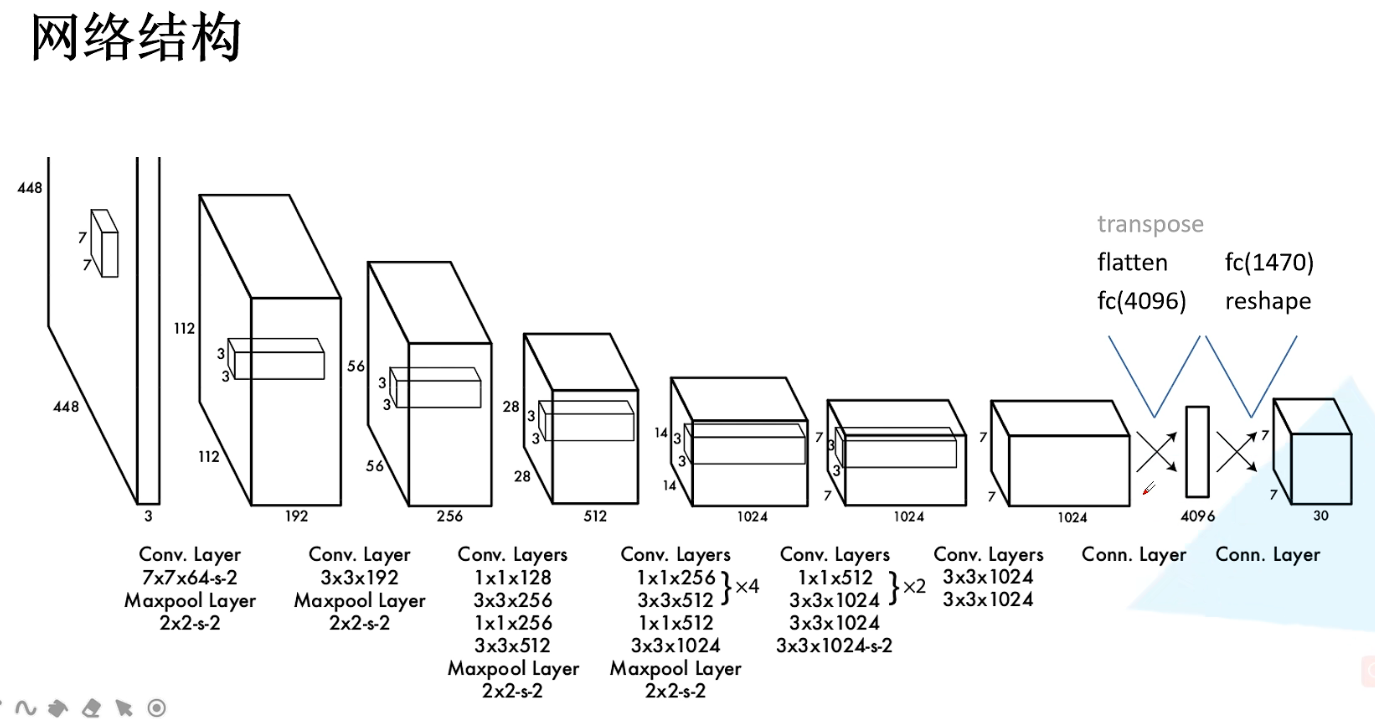 网络结构
transpose
flatten
fc(4096)
fc(1470)
reshape
448
448
7
7
3
112
112
3
3
192
56
56
3
3
256
28
28
3
3
512
14
14
3
3
1024
7
7
3
3
1024
7
7
1024
4096
7
7
30
Conv. Layer
7x7x64-s-2
Maxpool Layer
2x2-s-2
Conv. Layer
3x3x192
Maxpool Layer
2x2-s-2
Conv. Layers
1x1x128
3x3x256
1x1x256
3x3x512
Maxpool Layer
2x2-s-2
Conv. Layers
1x1x256
3x3x512
}×4
1x1x512
3x3x1024
Maxpool Layer
2x2-s-2
Conv. Layers
1x1x512
3x3x1024
}×2
3x3x1024
3x3x1024-s-2
Conv. Layers
3x3x1024
3x3x1024
Conn. Layer
Conn. Layer